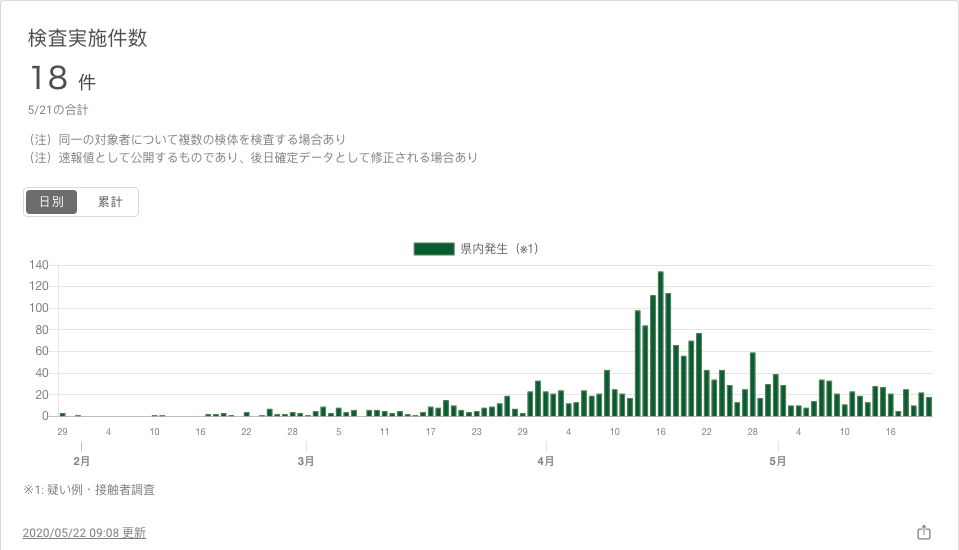 検査実施件数
18 件
5/21の合計
（注）同一の対象者について複数の検体を検査する場合あり
（注）速報値として公開するものであり、後日確定データとして修正される場合あり
日別 累計
県内発生（※1）
140
120
100
80
60
40
20
0
29 4 10 16 22 28 5 11 17 23 29 4 10 16 22 28 4 10 16
2月 3月 4月 5月
※1: 疑い例・接触者調査
2020/05/22 09:08 更新